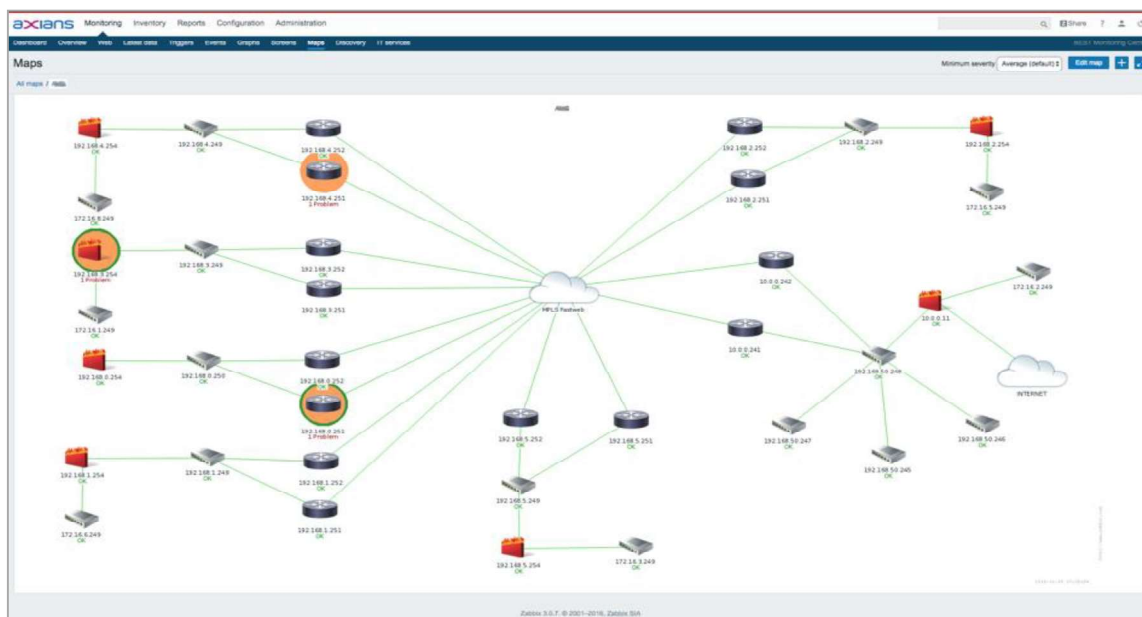 axians Monitoring Inventory Reports Configuration Administration
Share ?
Dashboard Overview Web Latest data Triggers Events Graphs Screens Maps Discovery IT services
Maps
Minimum severity Average (default) Edit map +
All maps /
192.168.4.254
OK
192.168.4.249
OK
192.168.4.252
OK
192.168.4.251
1 Problem
172.16.8.249
OK
192.168.3.254
1 Problem
192.168.3.249
OK
192.168.3.252
OK
192.168.3.251
OK
172.16.1.249
OK
192.168.0.254
OK
192.168.0.250
OK
192.168.0.252
OK
1 Problem
192.168.1.254
OK
192.168.1.249
OK
192.168.1.252
OK
192.168.1.251
OK
172.16.6.249
OK
MPLS Fastweb
192.168.2.252
OK
192.168.2.249
OK
192.168.2.254
OK
192.168.2.251
OK
172.16.5.249
OK
10.0.0.242
OK
172.16.2.249
OK
10.0.0.11
OK
10.0.0.241
OK
OK
INTERNET
192.168.50.247
OK
192.168.50.246
OK
192.168.50.245
OK
192.168.5.252
OK
192.168.5.251
OK
192.168.5.249
OK
192.168.5.254
OK
172.16.3.249
OK
Zabbix 3.0.7. © 2001–2016, Zabbix SIA